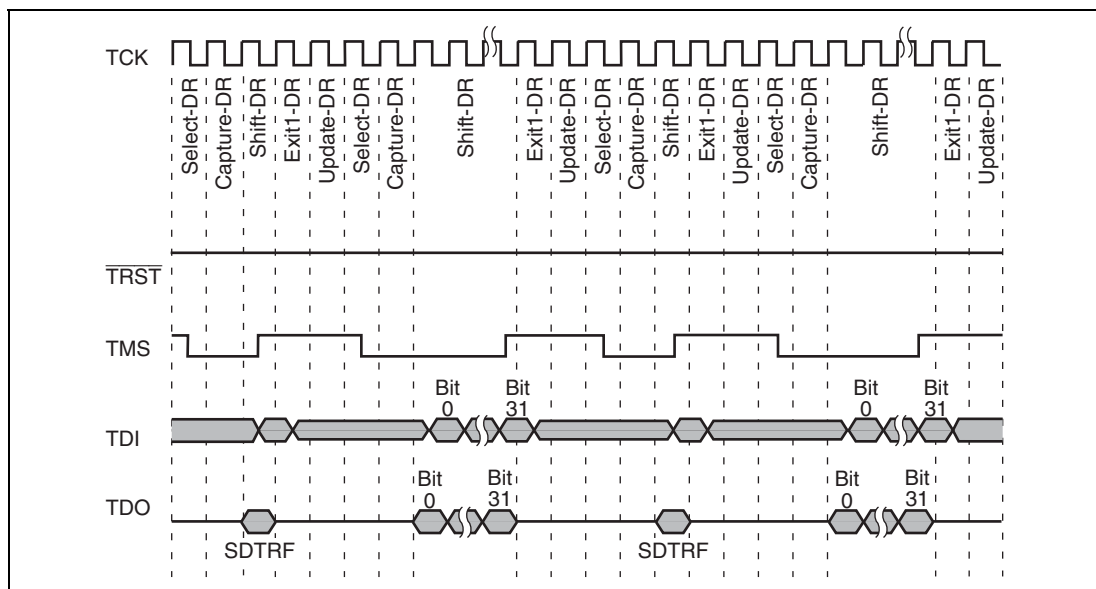 TCK
Select-DR
Capture-DR
Shift-DR
Exit1-DR
Update-DR
Select-DR
Capture-DR
Shift-DR
Exit1-DR
Update-DR
Select-DR
Capture-DR
Shift-DR
Exit1-DR
Update-DR
Select-DR
Capture-DR
Shift-DR
Exit1-DR
Update-DR
TRST
TMS
Bit
0
Bit
31
Bit
0
Bit
31
TDI
Bit
0
Bit
31
Bit
0
Bit
31
TDO
SDTRF
SDTRF